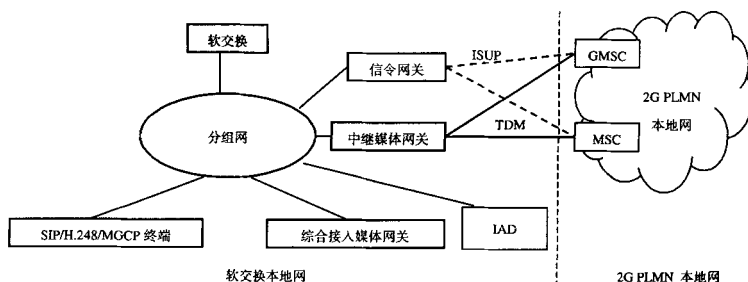 软交换
ISUP
GMSC
信令网关
2G PLMN
本地网
分组网
中继媒体网关
TDM
MSC
SIP/H.248/MGCP 终端
综合接入媒体网关
IAD
软交换本地网
2G PLMN 本地网